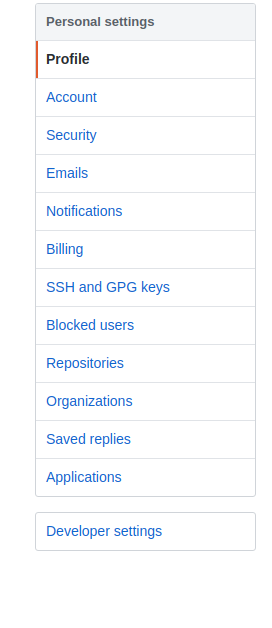 Personal settings
Profile
Account
Security
Emails
Notifications
Billing
SSH and GPG keys
Blocked users
Repositories
Organizations
Saved replies
Applications
Developer settings